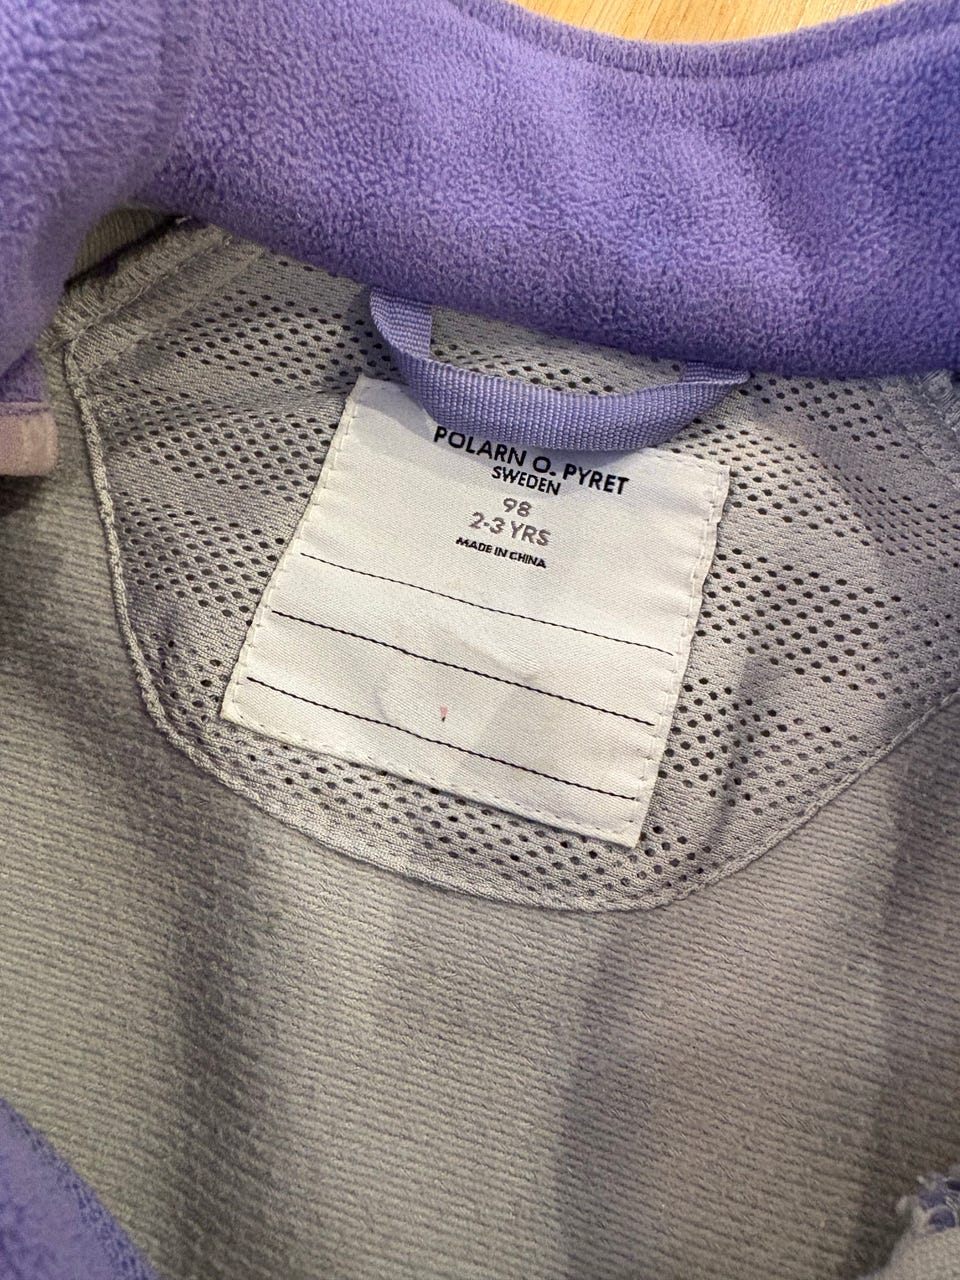 POLARN O. PYRET
SWEDEN
98
2-3 YRS
MADE IN CHINA